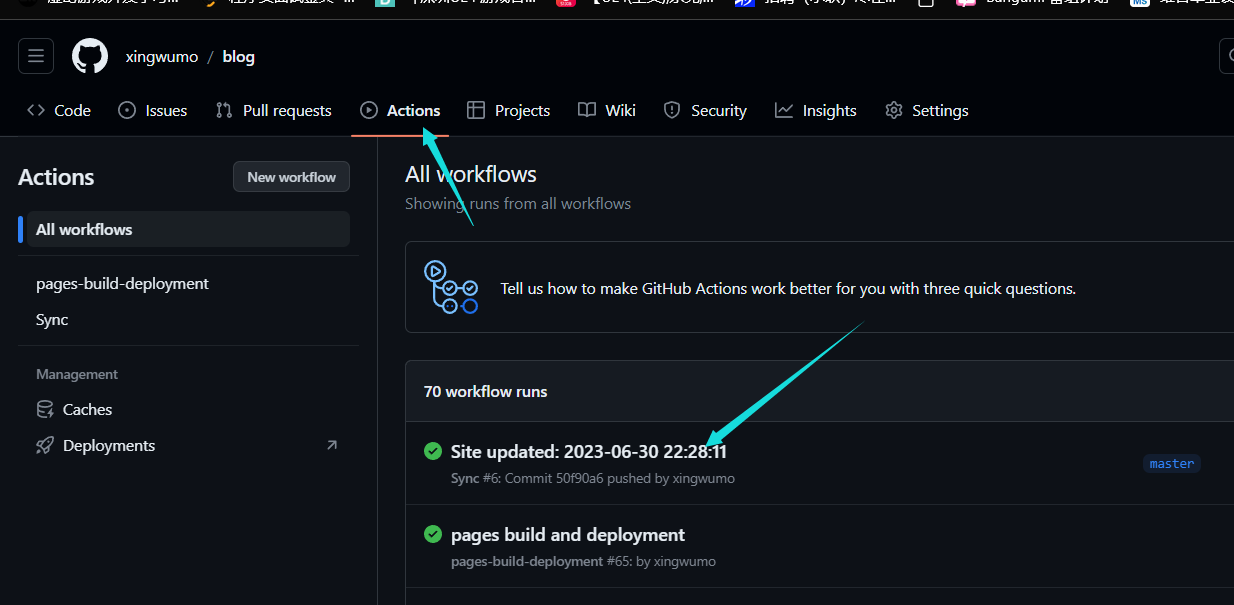 xingwumo / blog
Code Issues Pull requests Actions Projects Wiki Security Insights Settings
Actions
New workflow
All workflows
pages-build-deployment
Sync
Management
Caches
Deployments
All workflows
Showing runs from all workflows
Tell us how to make GitHub Actions work better for you with three quick questions.
70 workflow runs
Site updated: 2023-06-30 22:28:11
Sync #6: Commit 50f90a6 pushed by xingwumo
master
pages build and deployment
pages-build-deployment #65: by xingwumo